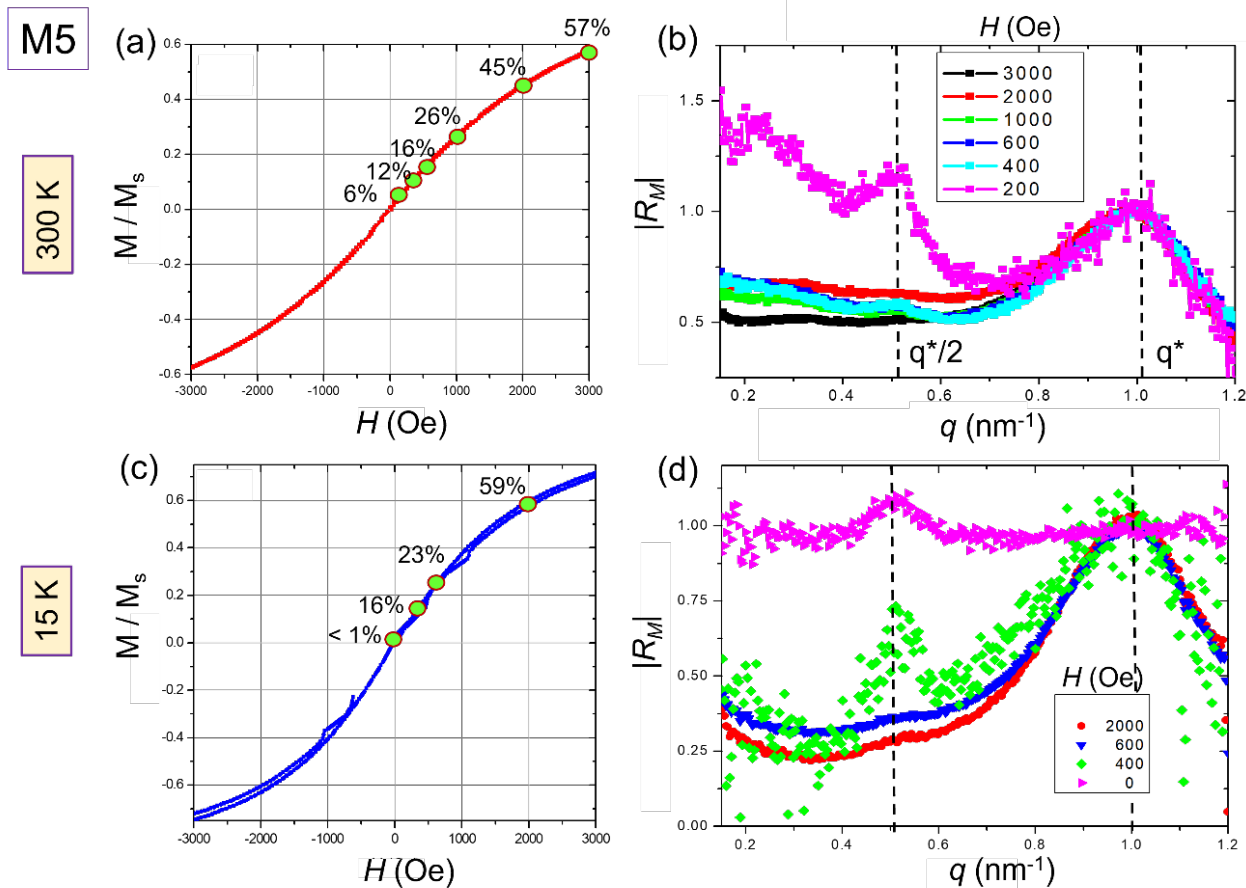 M5
300 K
15 K
(a)
M / Mₛ
0.6
0.4
0.2
0.0
-0.2
-0.4
-0.6
57%
45%
26%
16%
12%
6%
-3000 -2000 -1000 0 1000 2000 3000
H (Oe)
(b)
H (Oe)
3000
2000
1000
600
400
200
|R_M|
1.5
1.0
0.5
q*/2
q*
0.2 0.4 0.6 0.8 1.0 1.2
q (nm⁻¹)
(c)
M / Mₛ
0.6
0.4
0.2
0.0
-0.2
-0.4
-0.6
59%
23%
16%
< 1%
-3000 -2000 -1000 0 1000 2000 3000
H (Oe)
(d)
|R_M|
1.00
0.75
0.50
0.25
0.00
H (Oe)
2000
600
400
0
0.2 0.4 0.6 0.8 1.0 1.2
q (nm⁻¹)